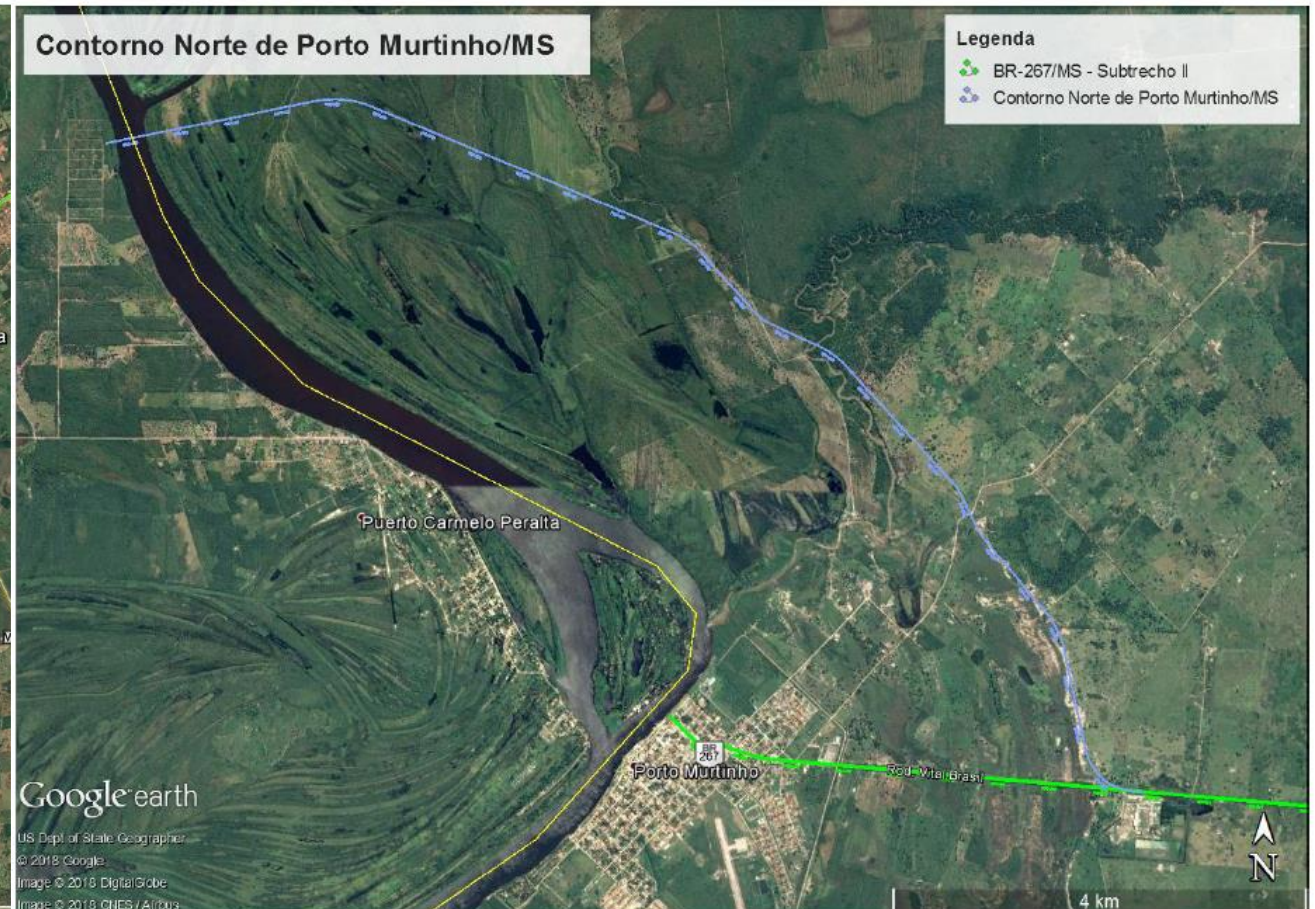 Contorno Norte de Porto Murtinho/MS
Legenda
BR-267/MS - Subtrecho II
Contorno Norte de Porto Murtinho/MS
Puerto Carmelo Peralta
BR
267
Porto Murtinho
Rod. Vital Brasil
Google earth
US Dept of State Geographer
© 2018 Google
Image © 2018 DigitalGlobe
Image © 2018 CNES / Airbus
N
4 km
a
M